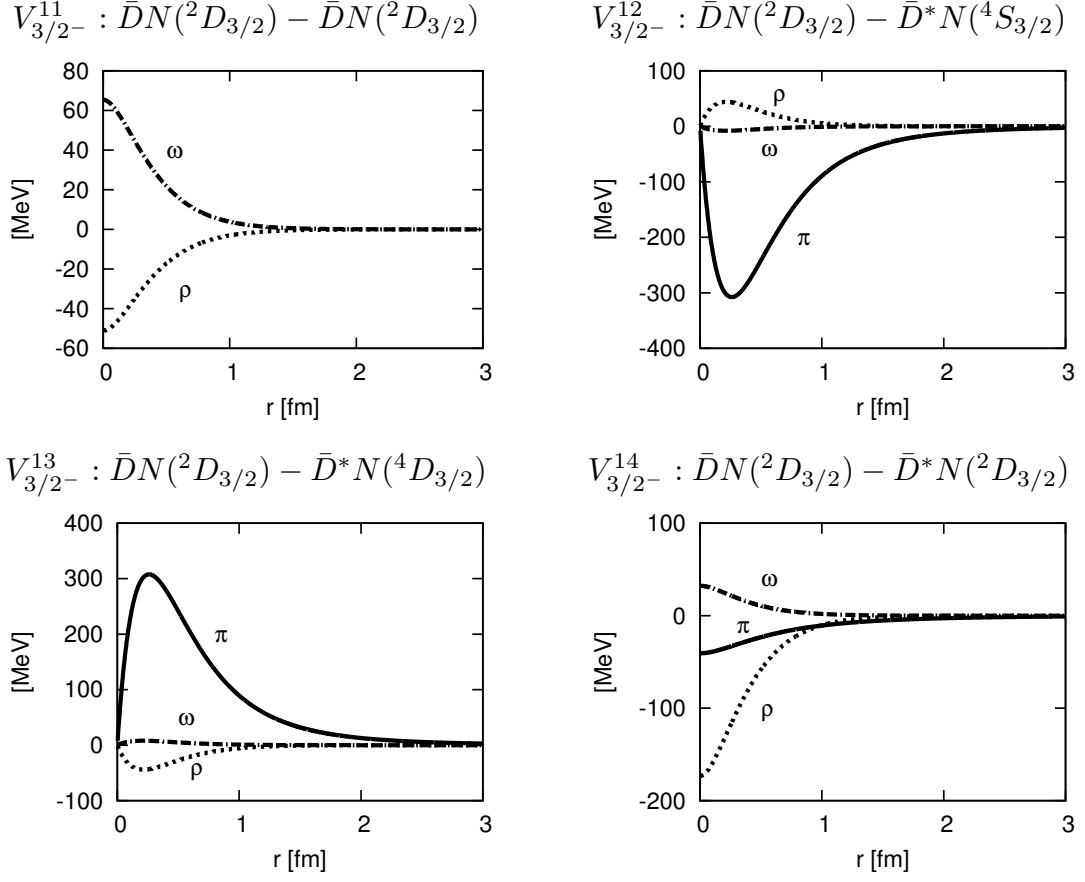 V^{11}_{3/2^-} : D̄N(²D_{3/2}) − D̄N(²D_{3/2})
80
60
40
20
0
-20
-40
-60
[MeV]
ω
ρ
0 1 2 3
r [fm]
V^{12}_{3/2^-} : D̄N(²D_{3/2}) − D̄*N(⁴S_{3/2})
100
0
-100
-200
-300
-400
[MeV]
ρ
ω
π
0 1 2 3
r [fm]
V^{13}_{3/2^-} : D̄N(²D_{3/2}) − D̄*N(⁴D_{3/2})
400
300
200
100
0
-100
[MeV]
π
ω
ρ
0 1 2 3
r [fm]
V^{14}_{3/2^-} : D̄N(²D_{3/2}) − D̄*N(²D_{3/2})
100
0
-100
-200
[MeV]
ω
π
ρ
0 1 2 3
r [fm]